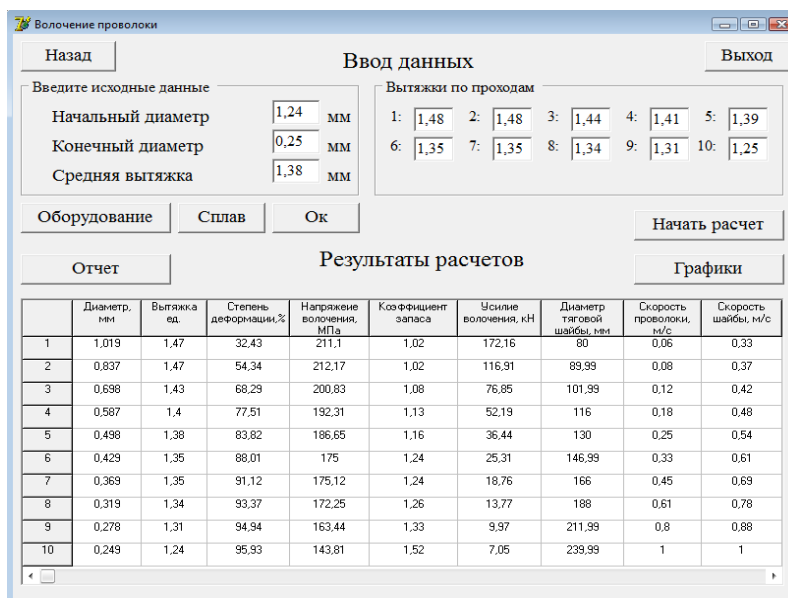 Волочение проволоки
Назад
Ввод данных
Выход
Введите исходные данные
Вытяжки по проходам
Начальный диаметр 1,24 мм
1: 1,48 2: 1,48 3: 1,44 4: 1,41 5: 1,39
Конечный диаметр 0,25 мм
6: 1,35 7: 1,35 8: 1,34 9: 1,31 10: 1,25
Средняя вытяжка 1,38 мм
Оборудование Сплав Ок
Начать расчет
Отчет
Результаты расчетов
Графики
Диаметр, мм Вытяжка ед. Степень деформации,% Напряжеие волочения, МПа Коэффициент запаса Усилие волочения, кН Диаметр тяговой шайбы, мм Скорость проволоки, м/с Скорость шайбы, м/с
1 1,019 1,47 32,43 211,1 1,02 172,16 80 0,06 0,33
2 0,837 1,47 54,34 212,17 1,02 116,91 89,99 0,08 0,37
3 0,698 1,43 68,29 200,83 1,08 76,85 101,99 0,12 0,42
4 0,587 1,4 77,51 192,31 1,13 52,19 116 0,18 0,48
5 0,498 1,38 83,82 186,65 1,16 36,44 130 0,25 0,54
6 0,429 1,35 88,01 175 1,24 25,31 146,99 0,33 0,61
7 0,369 1,35 91,12 175,12 1,24 18,76 166 0,45 0,69
8 0,319 1,34 93,37 172,25 1,26 13,77 188 0,61 0,78
9 0,278 1,31 94,94 163,44 1,33 9,97 211,99 0,8 0,88
10 0,249 1,24 95,93 143,81 1,52 7,05 239,99 1 1